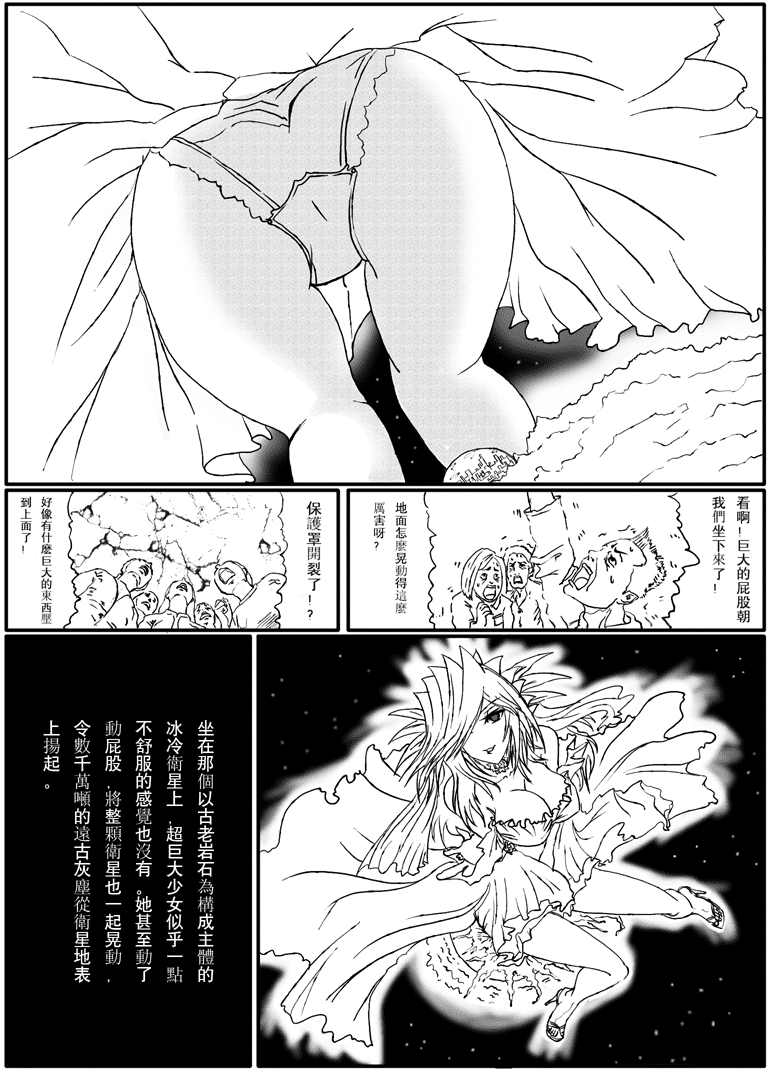 看啊！巨大的屁股朝
我們坐下來了！
地面怎麼晃動得這麼
厲害呀？
保護罩開裂了！？
好像有什麼巨大的東西壓
到上面了！
坐在那個以古老岩石為構成主體的
冰冷衛星上，超巨大少女似乎一點
不舒服的感覺也沒有。她甚至動了
動屁股，將整顆衛星也一起晃動，
令數千萬噸的遠古灰塵從衛星地表
上揚起。